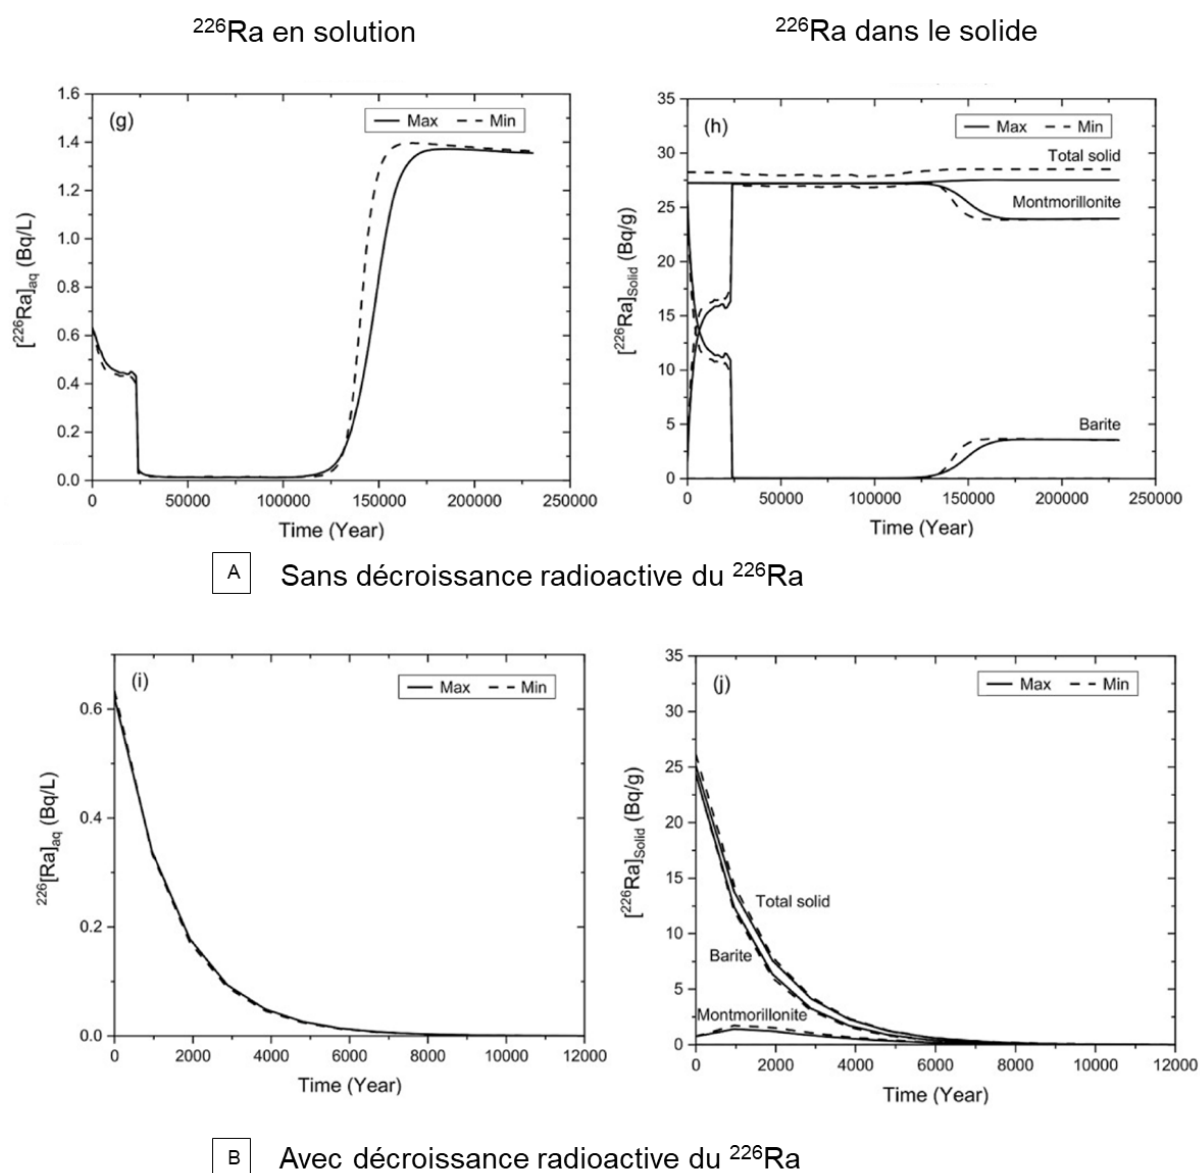 ²²⁶Ra en solution
²²⁶Ra dans le solide
(g)
Max Min
[²²⁶Ra]aq (Bq/L)
1.6
1.4
1.2
1.0
0.8
0.6
0.4
0.2
0.0
0 50000 100000 150000 200000 250000
Time (Year)
(h)
Max Min
Total solid
Montmorillonite
Barite
[²²⁶Ra]Solid (Bq/g)
35
30
25
20
15
10
5
0
0 50000 100000 150000 200000 250000
Time (Year)
A Sans décroissance radioactive du ²²⁶Ra
(i)
Max Min
²²⁶[Ra]aq (Bq/L)
0.6
0.4
0.2
0.0
0 2000 4000 6000 8000 10000 12000
Time (Year)
(j)
Max Min
Total solid
Barite
Montmorillonite
[²²⁶Ra]Solid (Bq/g)
35
30
25
20
15
10
5
0
0 2000 4000 6000 8000 10000 12000
Time (Year)
B Avec décroissance radioactive du ²²⁶Ra